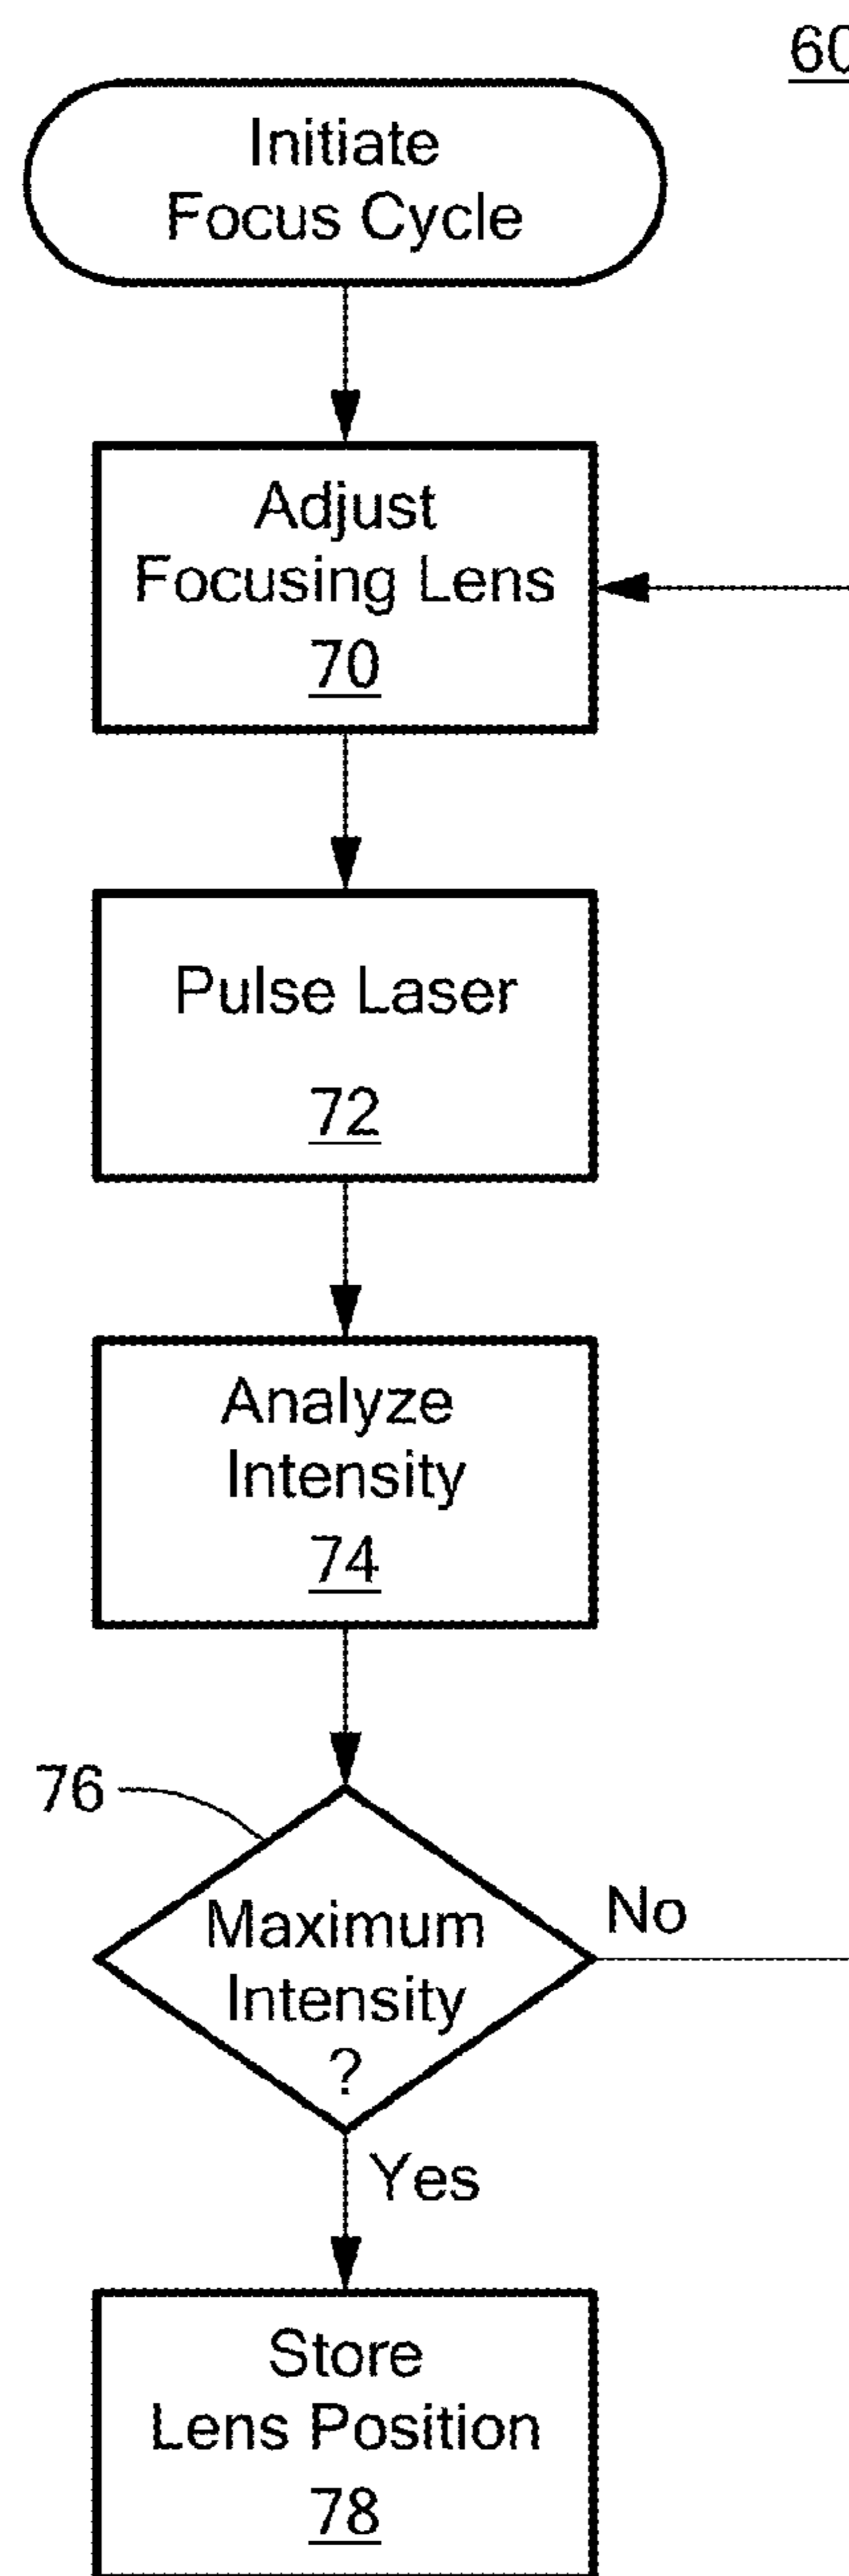 60
Initiate
Focus Cycle
Adjust
Focusing Lens
70
Pulse Laser
72
Analyze
Intensity
74
76
Maximum
Intensity
?
No
Yes
Store
Lens Position
78